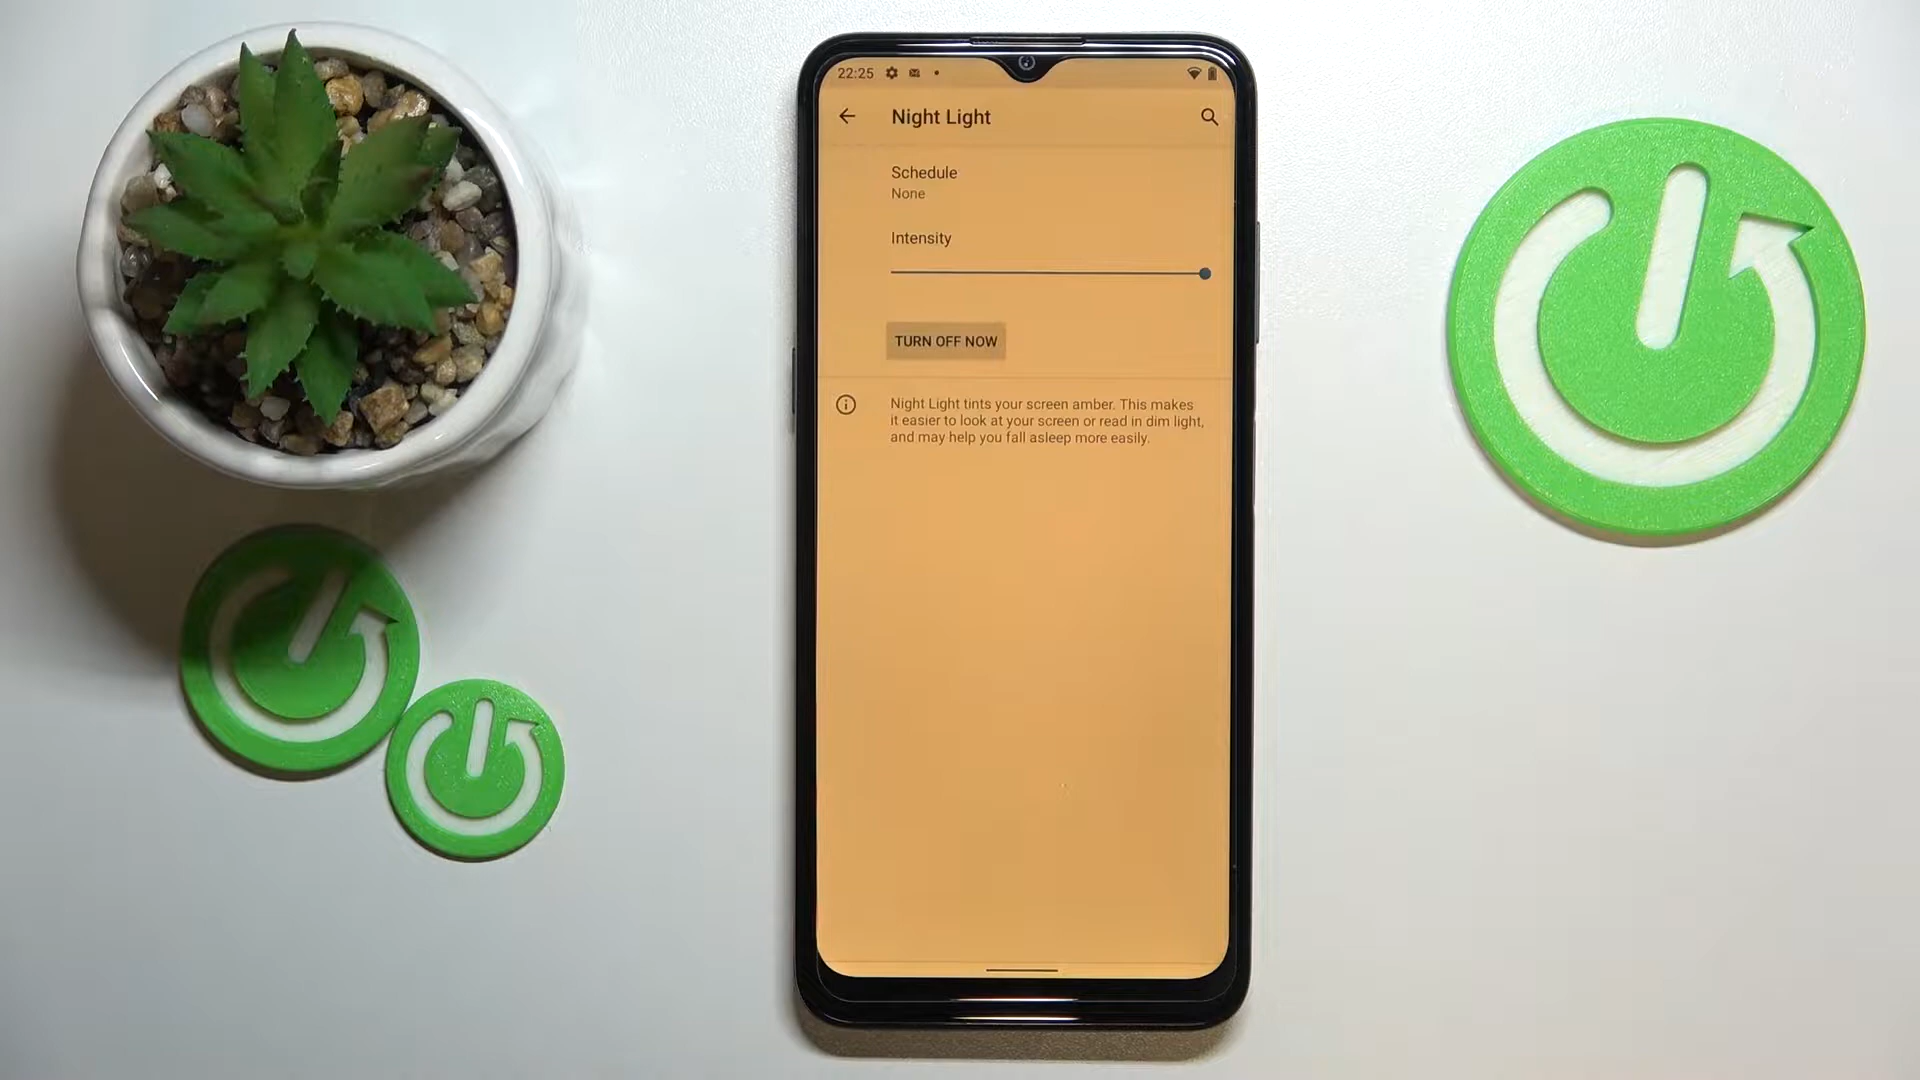 22:25
Night Light
Schedule
None
Intensity
TURN OFF NOW
Night Light tints your screen amber. This makes
it easier to look at your screen or read in dim light,
and may help you fall asleep more easily.